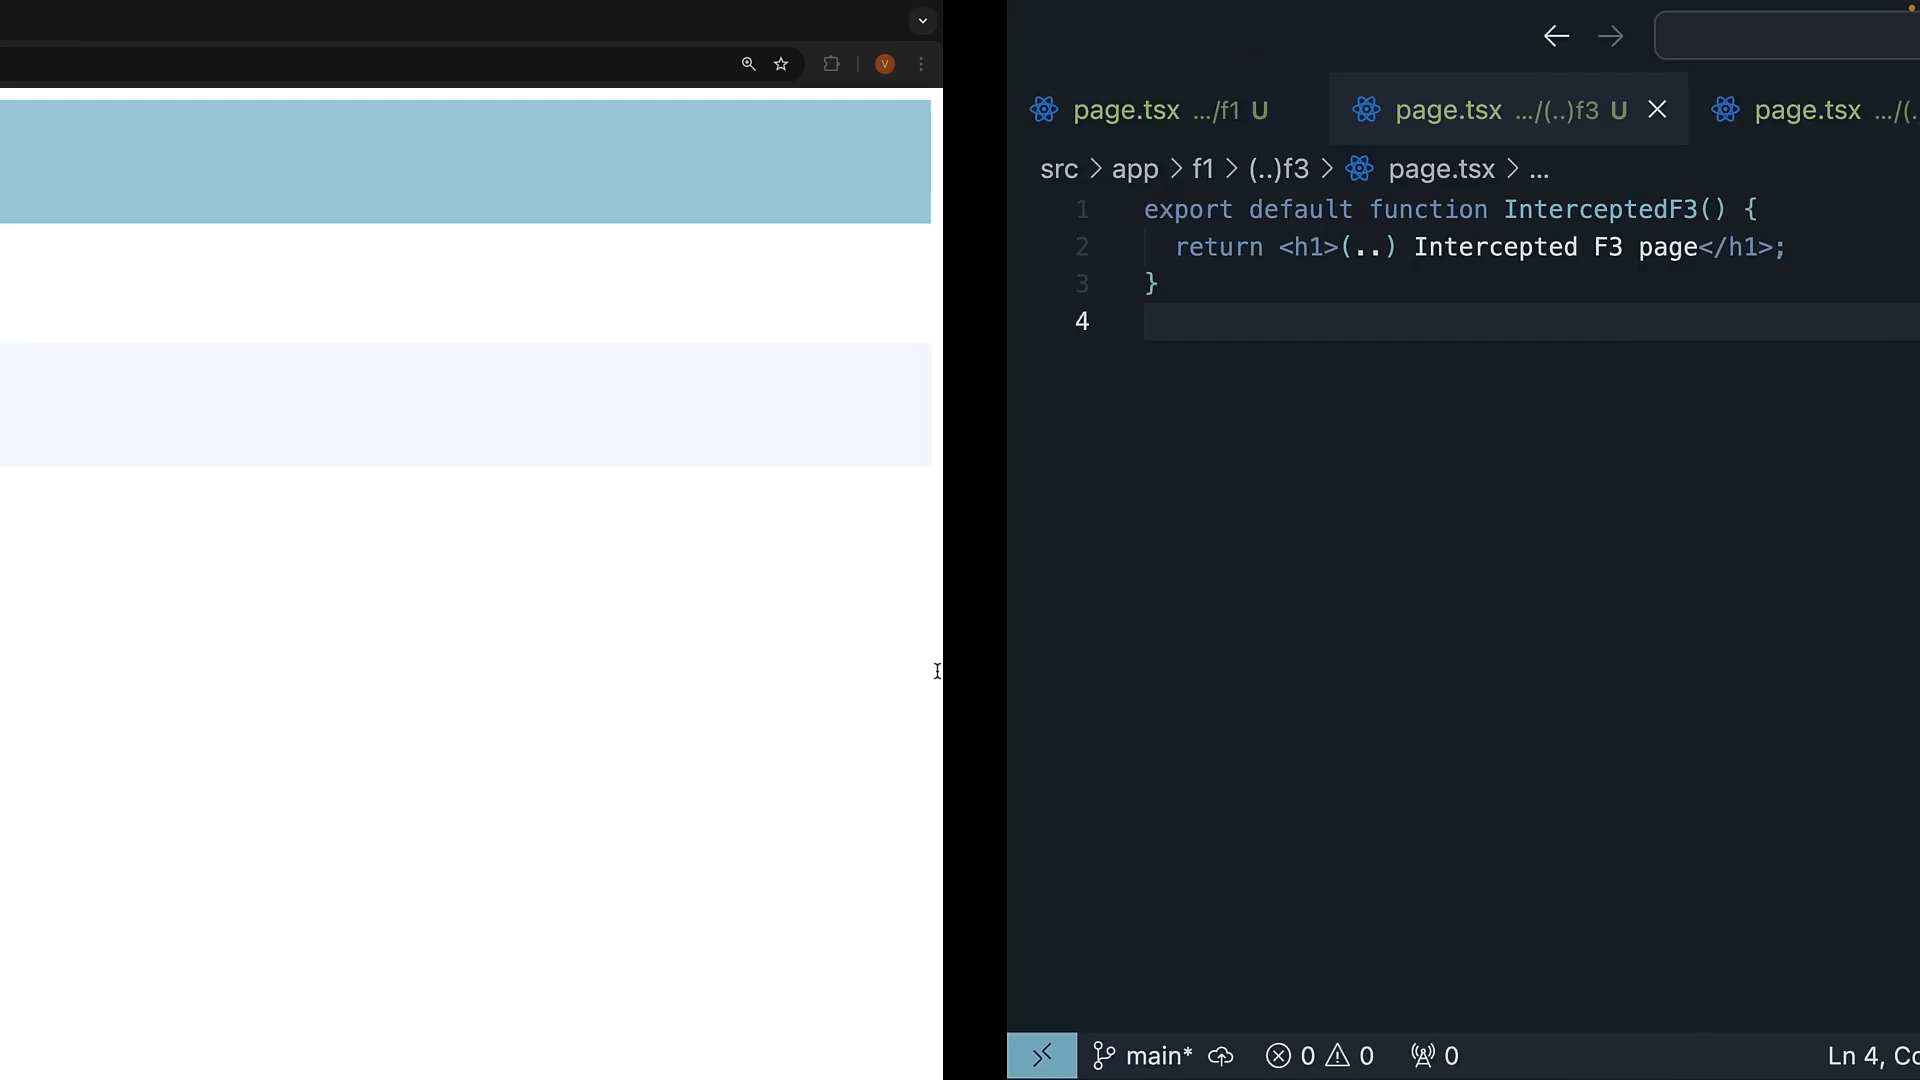 V
page.tsx .../f1 U
page.tsx .../(..)f3 U
page.tsx .../(.
src > app > f1 > (..)f3 > page.tsx > ...
1 export default function InterceptedF3() {
2 return <h1>(..) Intercepted F3 page</h1>;
3 }
4
main* 0 0 0
Ln 4, Co